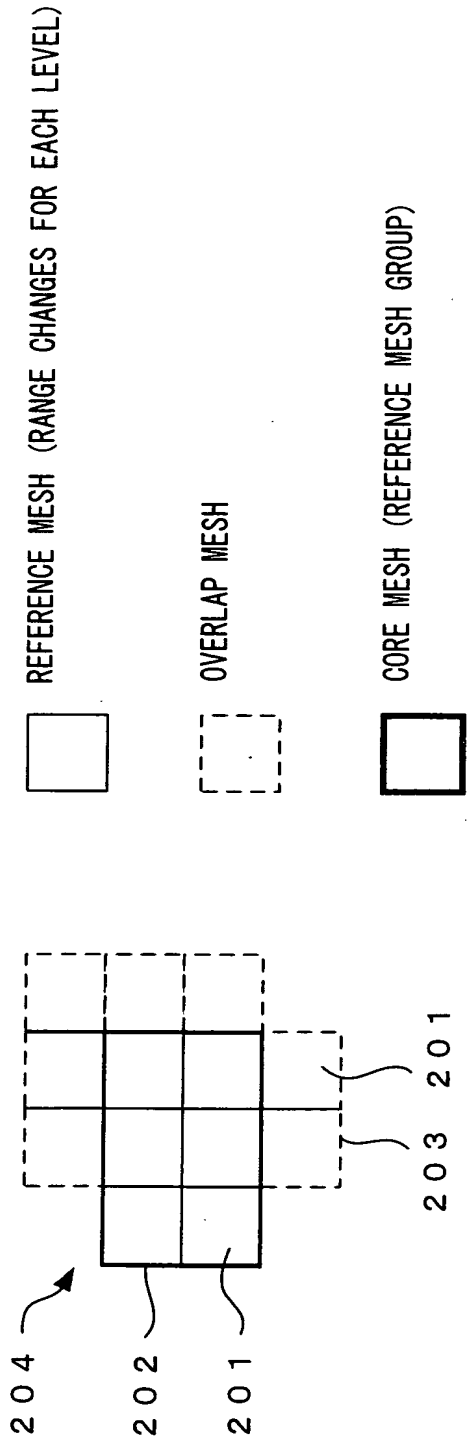 REFERENCE MESH (RANGE CHANGES FOR EACH LEVEL)
OVERLAP MESH
CORE MESH (REFERENCE MESH GROUP)
204
202
201
203
201